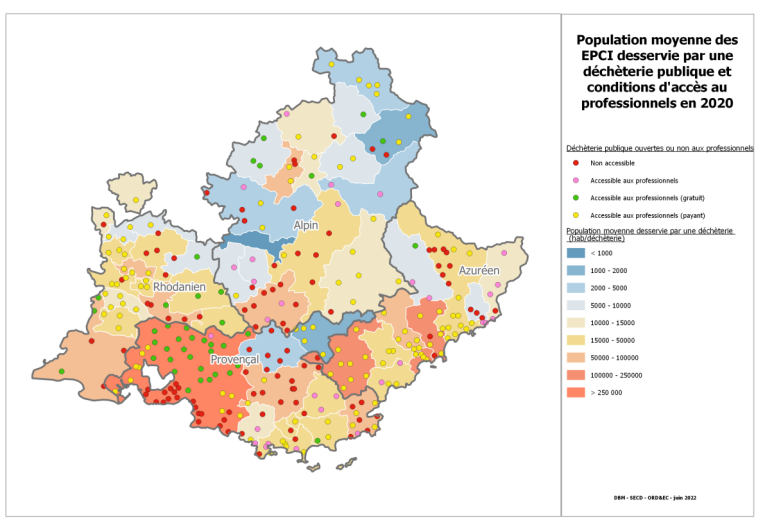 Population moyenne des
EPCI desservie par une
déchèterie publique et
conditions d'accès au
professionnels en 2020
Déchèterie publique ouvertes ou non aux professionnels
Non accessible
Accessible aux professionnels
Accessible aux professionnels (gratuit)
Accessible aux professionnels (payant)
Population moyenne desservie par une déchèterie
(hab/déchèterie)
< 1000
1000 - 2000
2000 - 5000
5000 - 10000
10000 - 15000
15000 - 50000
50000 - 100000
100000 - 250000
> 250 000
Alpin
Azuréen
Rhodanien
Provençal
DBM - SECD - ORD&EC - juin 2022